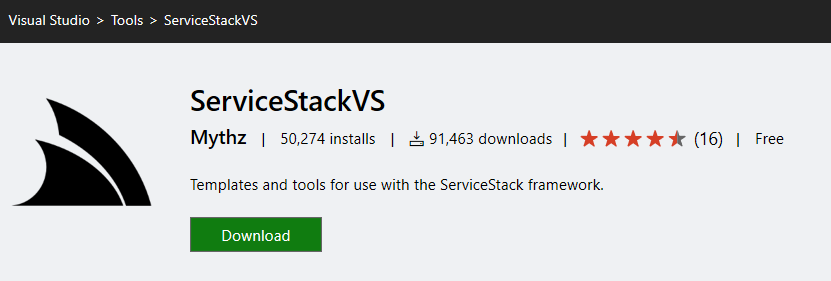 Visual Studio > Tools > ServiceStackVS
ServiceStackVS
Mythz | 50,274 installs | 91,463 downloads | (16) | Free
Templates and tools for use with the ServiceStack framework.
Download